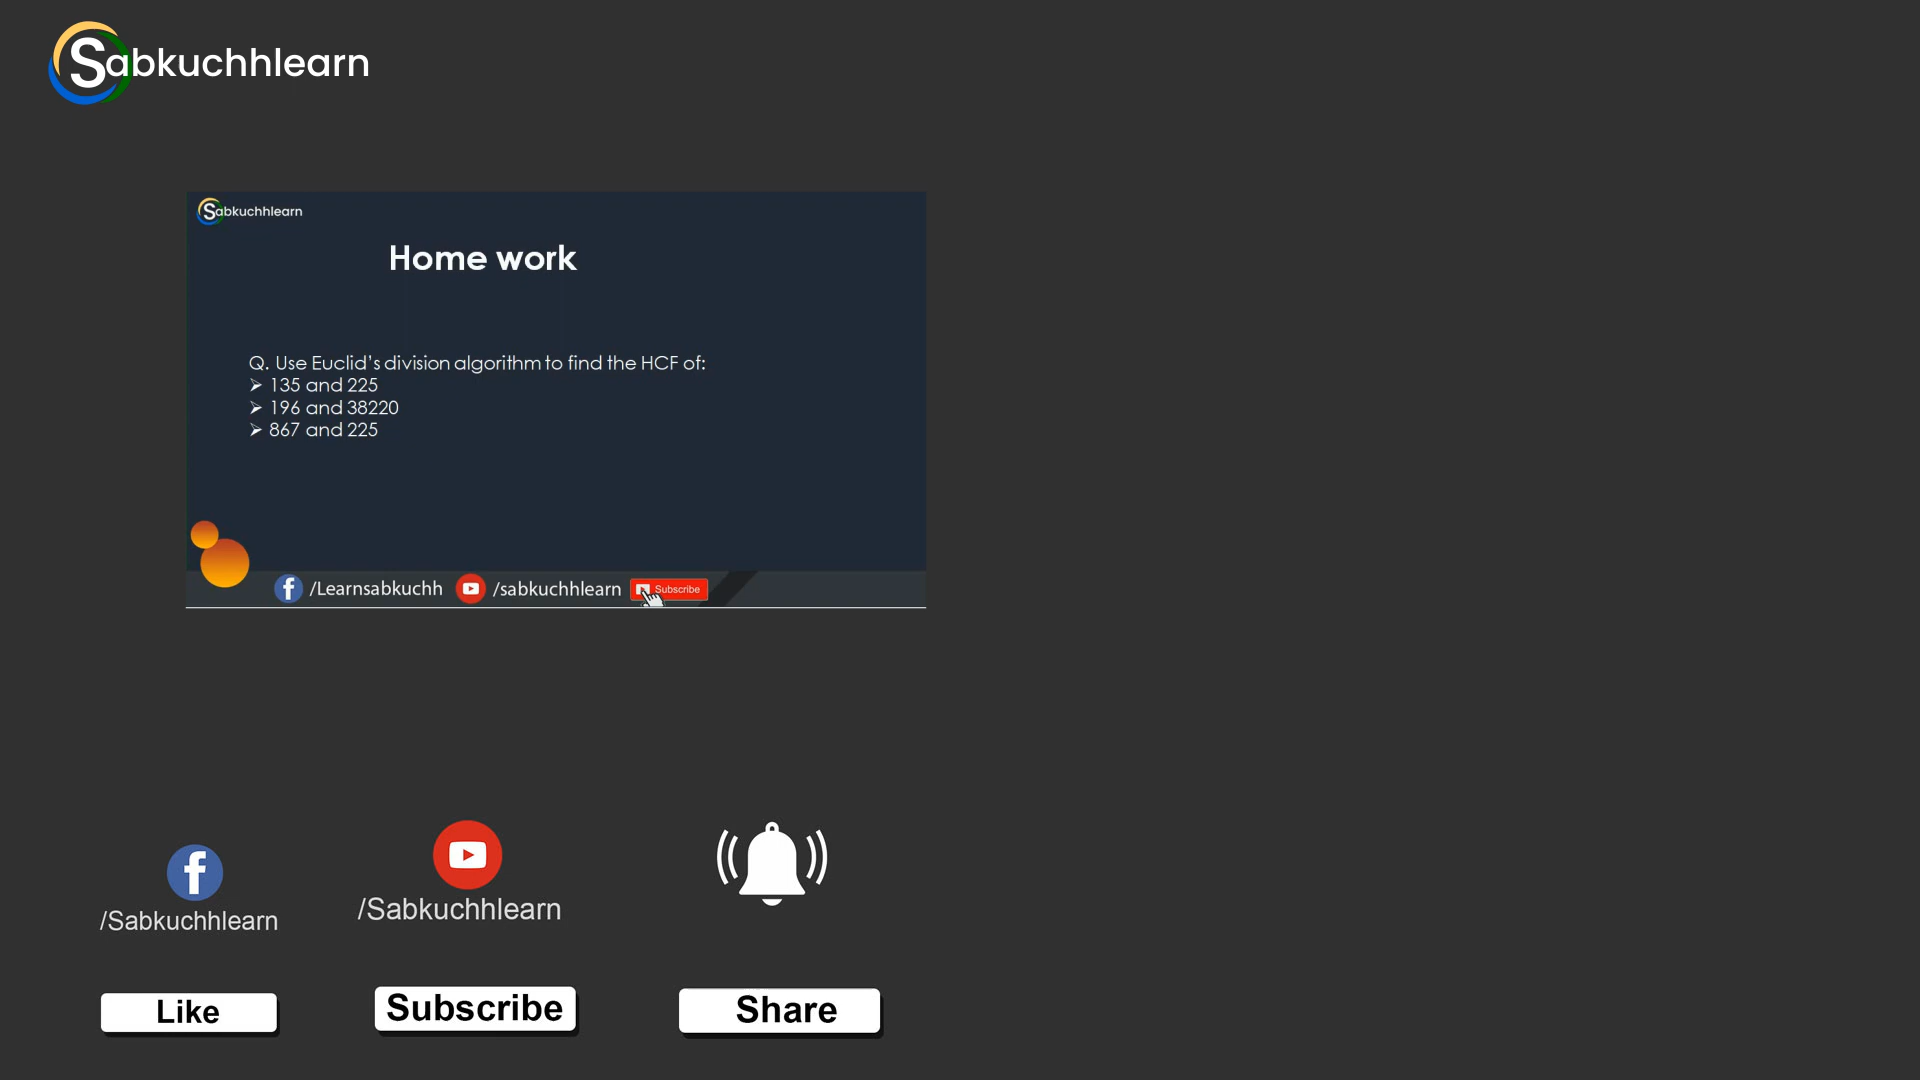 Sabkuchhlearn
Sabkuchhlearn
Home work
Q. Use Euclid's division algorithm to find the HCF of:
➢ 135 and 225
➢ 196 and 38220
➢ 867 and 225
/Learnsabkuchh /sabkuchhlearn Subscribe
/Sabkuchhlearn /Sabkuchhlearn
Like Subscribe Share